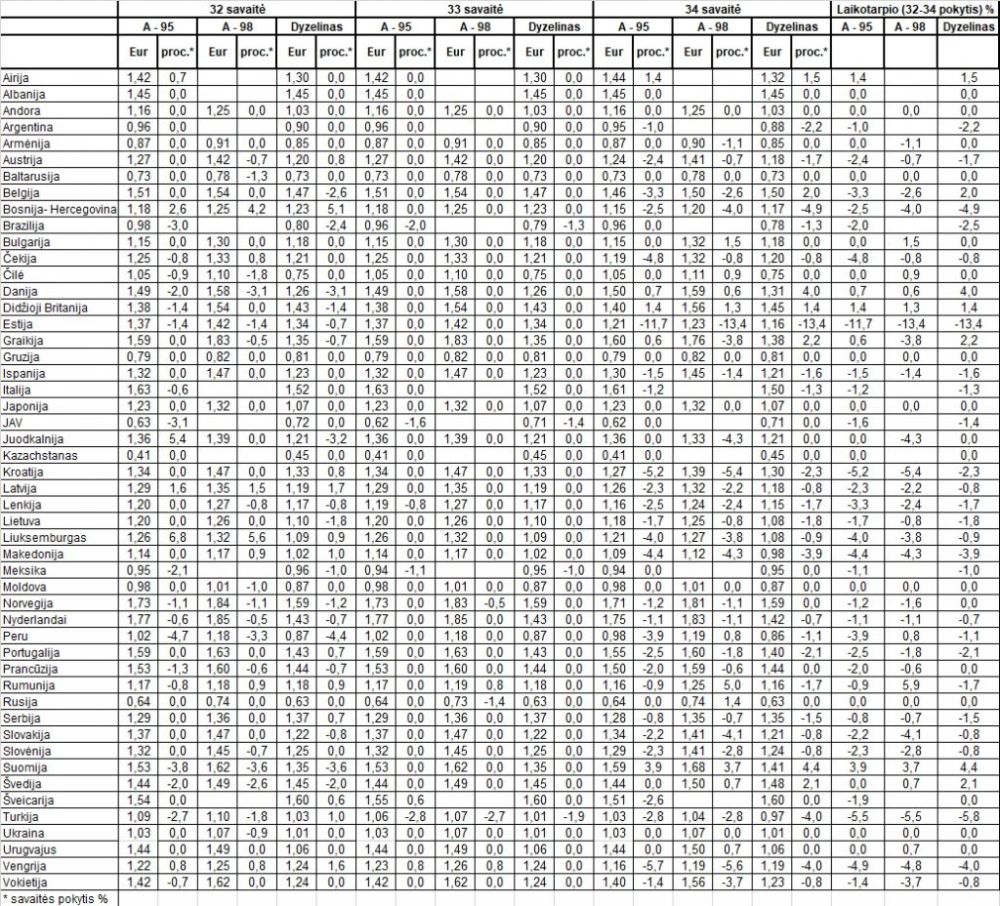 32 savaitė 33 savaitė 34 savaitė Laikotarpio (32-34 pokytis) %
A - 95 A - 98 Dyzelinas A - 95 A - 98 Dyzelinas A - 95 A - 98 Dyzelinas A - 95 A - 98 Dyzelinas
Eur proc.* Eur proc.* Eur proc.* Eur proc.* Eur proc.* Eur proc.* Eur proc.* Eur proc.* Eur proc.*
Airija 1,42 0,7 1,30 0,0 1,42 0,0 1,30 0,0 1,44 1,4 1,32 1,5 1,4 1,5
Albanija 1,45 0,0 1,45 0,0 1,45 0,0 1,45 0,0 1,45 0,0 1,45 0,0 0,0 0,0
Andora 1,16 0,0 1,25 0,0 1,03 0,0 1,16 0,0 1,25 0,0 1,03 0,0 1,16 0,0 1,25 0,0 1,03 0,0 0,0 0,0 0,0
Argentina 0,96 0,0 0,90 0,0 0,96 0,0 0,90 0,0 0,95 -1,0 0,88 -2,2 -1,0 -2,2
Armėnija 0,87 0,0 0,91 0,0 0,85 0,0 0,87 0,0 0,91 0,0 0,85 0,0 0,87 0,0 0,90 -1,1 0,85 0,0 0,0 -1,1 0,0
Austrija 1,27 0,0 1,42 -0,7 1,20 0,8 1,27 0,0 1,42 0,0 1,20 0,0 1,24 -2,4 1,41 -0,7 1,18 -1,7 -2,4 -0,7 -1,7
Baltarusija 0,73 0,0 0,78 -1,3 0,73 0,0 0,73 0,0 0,78 0,0 0,73 0,0 0,73 0,0 0,78 0,0 0,73 0,0 0,0 0,0 0,0
Belgija 1,51 0,0 1,54 0,0 1,47 -2,6 1,51 0,0 1,54 0,0 1,47 0,0 1,46 -3,3 1,50 -2,6 1,50 2,0 -3,3 -2,6 2,0
Bosnija- Hercegovina 1,18 2,6 1,25 4,2 1,23 5,1 1,18 0,0 1,25 0,0 1,23 0,0 1,15 -2,5 1,20 -4,0 1,17 -4,9 -2,5 -4,0 -4,9
Brazilija 0,98 -3,0 0,80 -2,4 0,96 -2,0 0,79 -1,3 0,96 0,0 0,78 -1,3 -2,0 -2,5
Bulgarija 1,15 0,0 1,30 0,0 1,18 0,0 1,15 0,0 1,30 0,0 1,18 0,0 1,15 0,0 1,32 1,5 1,18 0,0 0,0 1,5 0,0
Čekija 1,25 -0,8 1,33 0,8 1,21 0,0 1,25 0,0 1,33 0,0 1,21 0,0 1,19 -4,8 1,32 -0,8 1,20 -0,8 -4,8 -0,8 -0,8
Čilė 1,05 -0,9 1,10 -1,8 0,75 0,0 1,05 0,0 1,10 0,0 0,75 0,0 1,05 0,0 1,11 0,9 0,75 0,0 0,0 0,9 0,0
Danija 1,49 -2,0 1,58 -3,1 1,26 -3,1 1,49 0,0 1,58 0,0 1,26 0,0 1,50 0,7 1,59 0,6 1,31 4,0 0,7 0,6 4,0
Didžioji Britanija 1,38 -1,4 1,54 0,0 1,43 -1,4 1,38 0,0 1,54 0,0 1,43 0,0 1,40 1,4 1,56 1,3 1,45 1,4 1,4 1,3 1,4
Estija 1,37 -1,4 1,42 -1,4 1,34 -0,7 1,37 0,0 1,42 0,0 1,34 0,0 1,21 -11,7 1,23 -13,4 1,16 -13,4 -11,7 -13,4 -13,4
Graikija 1,59 0,0 1,83 -0,5 1,35 -0,7 1,59 0,0 1,83 0,0 1,35 0,0 1,60 0,6 1,76 -3,8 1,38 2,2 0,6 -3,8 2,2
Gruzija 0,79 0,0 0,82 0,0 0,81 0,0 0,79 0,0 0,82 0,0 0,81 0,0 0,79 0,0 0,82 0,0 0,81 0,0 0,0 0,0 0,0
Ispanija 1,32 0,0 1,47 0,0 1,23 0,0 1,32 0,0 1,47 0,0 1,23 0,0 1,30 -1,5 1,45 -1,4 1,21 -1,6 -1,5 -1,4 -1,6
Italija 1,63 -0,6 1,52 0,0 1,63 0,0 1,52 0,0 1,61 -1,2 1,50 -1,3 -1,2 -1,3
Japonija 1,23 0,0 1,32 0,0 1,07 0,0 1,23 0,0 1,32 0,0 1,07 0,0 1,23 0,0 1,32 0,0 1,07 0,0 0,0 0,0 0,0
JAV 0,63 -3,1 0,72 0,0 0,62 -1,6 0,71 -1,4 0,62 0,0 0,71 0,0 -1,6 -1,4
Juodkalnija 1,36 5,4 1,39 0,0 1,21 -3,2 1,36 0,0 1,39 0,0 1,21 0,0 1,36 0,0 1,33 -4,3 1,21 0,0 0,0 -4,3 0,0
Kazachstanas 0,41 0,0 0,45 0,0 0,41 0,0 0,45 0,0 0,41 0,0 0,45 0,0 0,0 0,0
Kroatija 1,34 0,0 1,47 0,0 1,33 0,8 1,34 0,0 1,47 0,0 1,33 0,0 1,27 -5,2 1,39 -5,4 1,30 -2,3 -5,2 -5,4 -2,3
Latvija 1,29 1,6 1,35 1,5 1,19 1,7 1,29 0,0 1,35 0,0 1,19 0,0 1,26 -2,3 1,32 -2,2 1,18 -0,8 -2,3 -2,2 -0,8
Lenkija 1,20 0,0 1,27 -0,8 1,17 -0,8 1,19 -0,8 1,27 0,0 1,17 0,0 1,16 -2,5 1,24 -2,4 1,15 -1,7 -3,3 -2,4 -1,7
Lietuva 1,20 0,0 1,26 0,0 1,10 -1,8 1,20 0,0 1,26 0,0 1,10 0,0 1,18 -1,7 1,25 -0,8 1,08 -1,8 -1,7 -0,8 -1,8
Liuksemburgas 1,26 6,8 1,32 5,6 1,09 0,9 1,26 0,0 1,32 0,0 1,09 0,0 1,21 -4,0 1,27 -3,8 1,08 -0,9 -4,0 -3,8 -0,9
Makedonija 1,14 0,0 1,17 0,9 1,02 1,0 1,14 0,0 1,17 0,0 1,02 0,0 1,09 -4,4 1,12 -4,3 0,98 -3,9 -4,4 -4,3 -3,9
Meksika 0,95 -2,1 0,96 -1,0 0,94 -1,1 0,95 -1,0 0,94 0,0 0,95 0,0 -1,1 -1,0
Moldova 0,98 0,0 1,01 -1,0 0,87 0,0 0,98 0,0 1,01 0,0 0,87 0,0 0,98 0,0 1,01 0,0 0,87 0,0 0,0 0,0 0,0
Norvegija 1,73 -1,1 1,84 -1,1 1,59 -1,2 1,73 0,0 1,83 -0,5 1,59 0,0 1,71 -1,2 1,81 -1,1 1,59 0,0 -1,2 -1,6 0,0
Nyderlandai 1,77 -0,6 1,85 -0,5 1,43 -0,7 1,77 0,0 1,85 0,0 1,43 0,0 1,75 -1,1 1,83 -1,1 1,42 -0,7 -1,1 -1,1 -0,7
Peru 1,02 -4,7 1,18 -3,3 0,87 -4,4 1,02 0,0 1,18 0,0 0,87 0,0 0,98 -3,9 1,19 0,8 0,86 -1,1 -3,9 0,8 -1,1
Portugalija 1,59 0,0 1,63 0,0 1,43 0,7 1,59 0,0 1,63 0,0 1,43 0,0 1,55 -2,5 1,60 -1,8 1,40 -2,1 -2,5 -1,8 -2,1
Prancūzija 1,53 -1,3 1,60 -0,6 1,44 -0,7 1,53 0,0 1,60 0,0 1,44 0,0 1,50 -2,0 1,59 -0,6 1,44 0,0 -2,0 -0,6 0,0
Rumunija 1,17 -0,8 1,18 0,9 1,18 0,9 1,17 0,0 1,19 0,8 1,18 0,0 1,16 -0,9 1,25 5,0 1,16 -1,7 -0,9 5,9 -1,7
Rusija 0,64 0,0 0,74 0,0 0,63 0,0 0,64 0,0 0,73 -1,4 0,63 0,0 0,64 0,0 0,74 1,4 0,63 0,0 0,0 0,0 0,0
Serbija 1,29 0,0 1,36 0,0 1,37 0,7 1,29 0,0 1,36 0,0 1,37 0,0 1,28 -0,8 1,35 -0,7 1,35 -1,5 -0,8 -0,7 -1,5
Slovakija 1,37 0,0 1,47 0,0 1,22 -0,8 1,37 0,0 1,47 0,0 1,22 0,0 1,34 -2,2 1,41 -4,1 1,21 -0,8 -2,2 -4,1 -0,8
Slovėnija 1,32 0,0 1,45 -0,7 1,25 0,0 1,32 0,0 1,45 0,0 1,25 0,0 1,29 -2,3 1,41 -2,8 1,24 -0,8 -2,3 -2,8 -0,8
Suomija 1,53 -3,8 1,62 -3,6 1,35 -3,6 1,53 0,0 1,62 0,0 1,35 0,0 1,59 3,9 1,68 3,7 1,41 4,4 3,9 3,7 4,4
Švedija 1,44 -2,0 1,49 -2,6 1,45 -2,0 1,44 0,0 1,49 0,0 1,45 0,0 1,44 0,0 1,50 0,7 1,48 2,1 0,0 0,7 2,1
Šveicarija 1,54 0,0 1,60 0,6 1,55 0,6 1,60 0,0 1,51 -2,6 1,60 0,0 -1,9 0,0
Turkija 1,09 -2,7 1,10 -1,8 1,03 1,0 1,06 -2,8 1,07 -2,7 1,01 -1,9 1,03 -2,8 1,04 -2,8 0,97 -4,0 -5,5 -5,5 -5,8
Ukraina 1,03 0,0 1,07 -0,9 1,01 0,0 1,03 0,0 1,07 0,0 1,01 0,0 1,03 0,0 1,07 0,0 1,01 0,0 0,0 0,0 0,0
Urugvajus 1,44 0,0 1,49 0,0 1,06 0,0 1,44 0,0 1,49 0,0 1,06 0,0 1,44 0,0 1,50 0,7 1,06 0,0 0,0 0,7 0,0
Vengrija 1,22 0,8 1,25 0,8 1,24 1,6 1,23 0,8 1,26 0,8 1,24 0,0 1,16 -5,7 1,19 -5,6 1,19 -4,0 -4,9 -4,8 -4,0
Vokietija 1,42 -0,7 1,62 0,0 1,24 0,0 1,42 0,0 1,62 0,0 1,24 0,0 1,40 -1,4 1,56 -3,7 1,23 -0,8 -1,4 -3,7 -0,8
* savaitės pokytis %